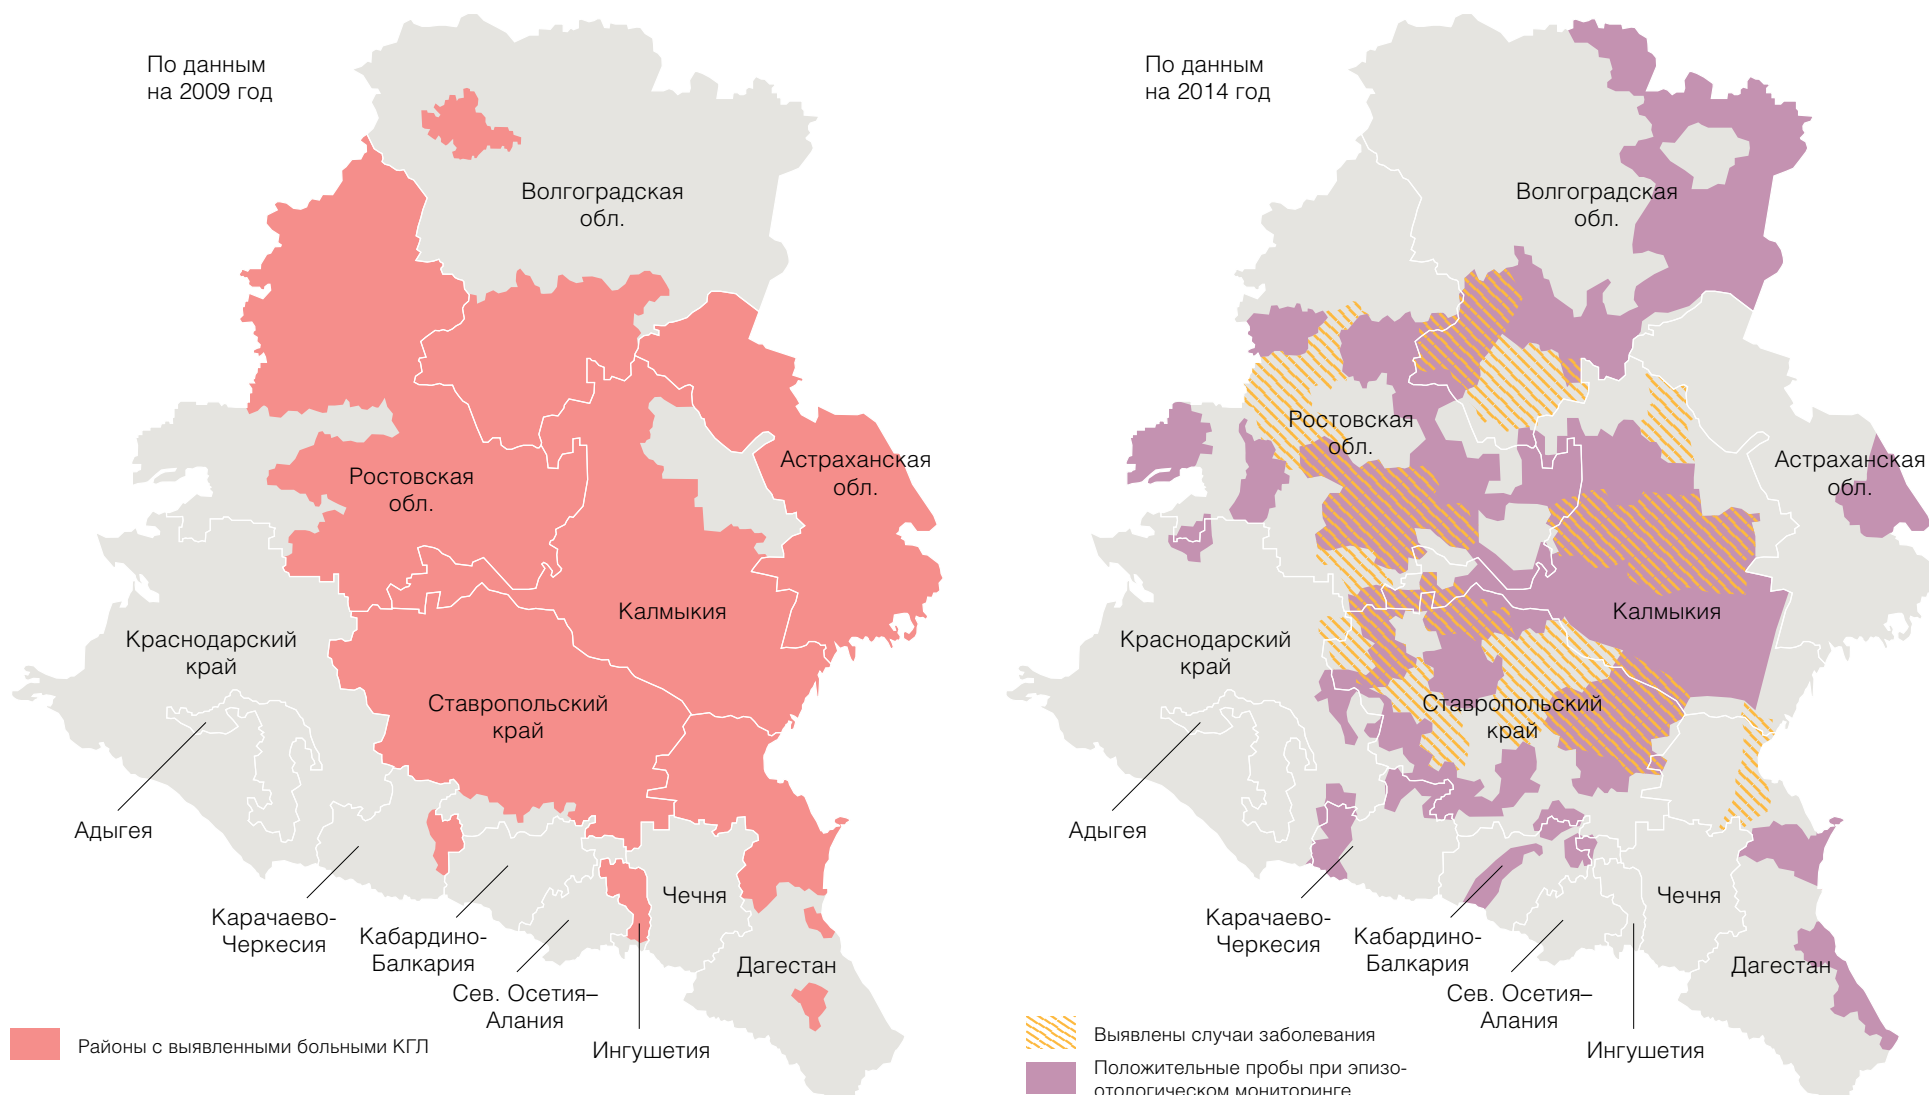 По данным
на 2009 год
Волгоградская
обл.
Ростовская
обл.
Астраханская
обл.
Калмыкия
Краснодарский
край
Ставропольский
край
Адыгея
Карачаево-
Черкесия
Кабардино-
Балкария
Сев. Осетия–
Алания
Ингушетия
Чечня
Дагестан
Районы с выявленными больными КГЛ
По данным
на 2014 год
Волгоградская
обл.
Ростовская
обл.
Астраханская
обл.
Калмыкия
Краснодарский
край
Ставропольский
край
Адыгея
Карачаево-
Черкесия
Кабардино-
Балкария
Сев. Осетия–
Алания
Ингушетия
Чечня
Дагестан
Выявлены случаи заболевания
Положительные пробы при эпизо-
отологическом мониторинге